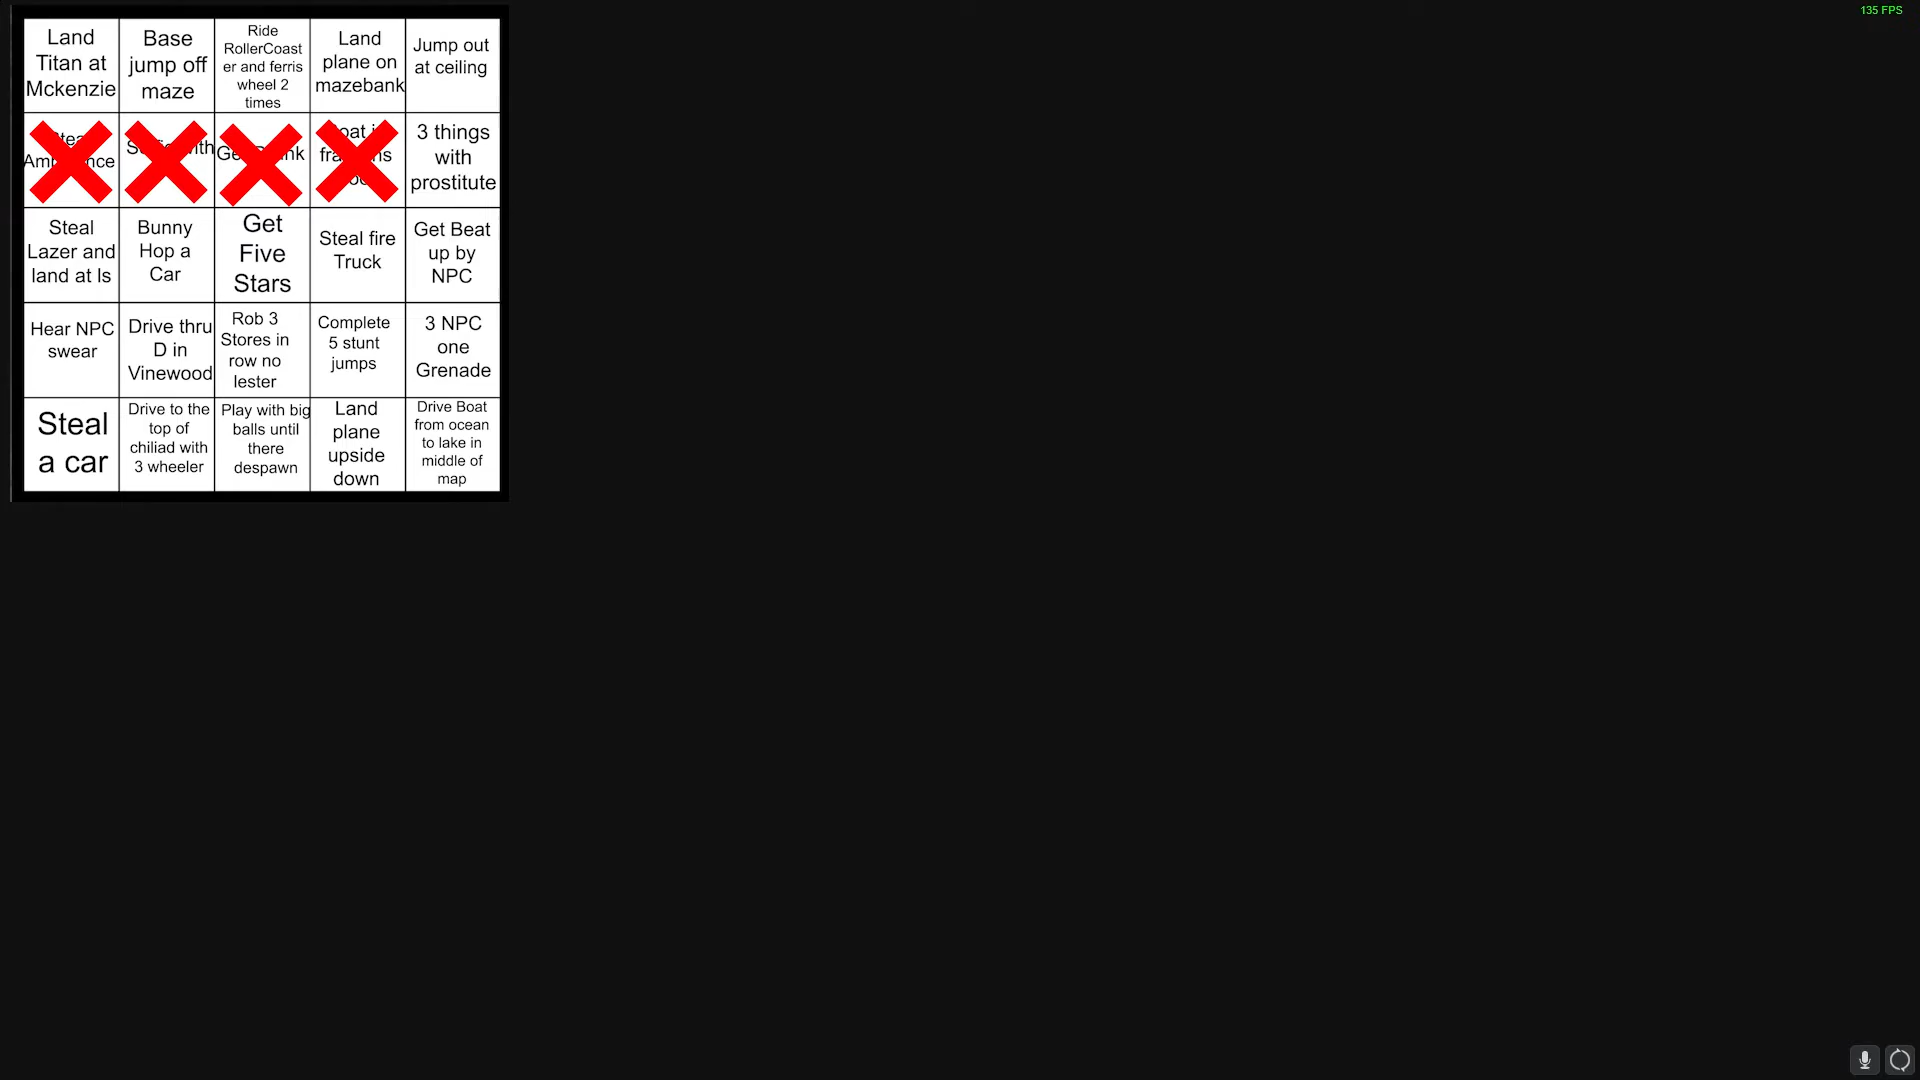 Land
Titan at
Mckenzie
Base
jump off
maze
Ride
RollerCoast
er and ferris
wheel 2
times
Land
plane on
mazebank
Jump out
at ceiling
3 things
with
prostitute
Steal
Lazer and
land at ls
Bunny
Hop a
Car
Get
Five
Stars
Steal fire
Truck
Get Beat
up by
NPC
Hear NPC
swear
Drive thru
D in
Vinewood
Rob 3
Stores in
row no
lester
Complete
5 stunt
jumps
3 NPC
one
Grenade
Steal
a car
Drive to the
top of
chiliad with
3 wheeler
Play with big
balls until
there
despawn
Land
plane
upside
down
Drive Boat
from ocean
to lake in
middle of
map
135 FPS